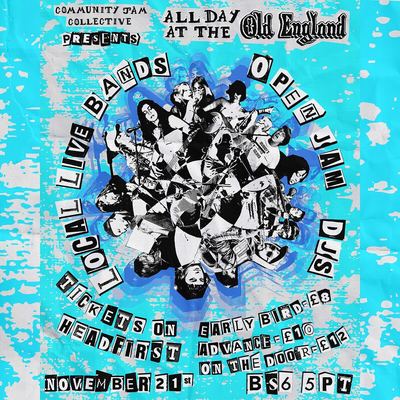 COMMUNITY JAM
COLLECTIVE
PRESENTS
ALL DAY
AT THE
Old England
LOCAL LIVE BANDS
OPEN JAM
DJS
TICKETS ON
HEADFIRST
EARLY BIRD=£8
ADVANCE=£10
ON THE DOOR=£12
NOVEMBER 21st
BS6 5PT